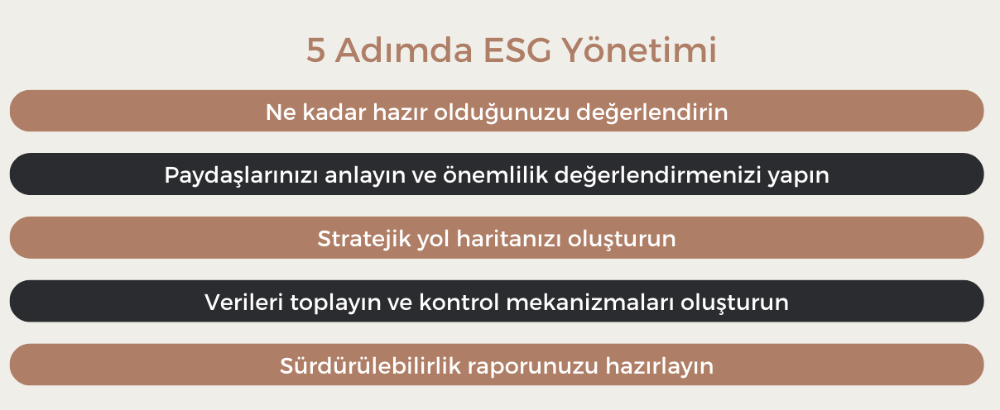 5 Adımda ESG Yönetimi
Ne kadar hazır olduğunuzu değerlendirin
Paydaşlarınızı anlayın ve önemlilik değerlendirmenizi yapın
Stratejik yol haritanızı oluşturun
Verileri toplayın ve kontrol mekanizmaları oluşturun
Sürdürülebilirlik raporunuzu hazırlayın